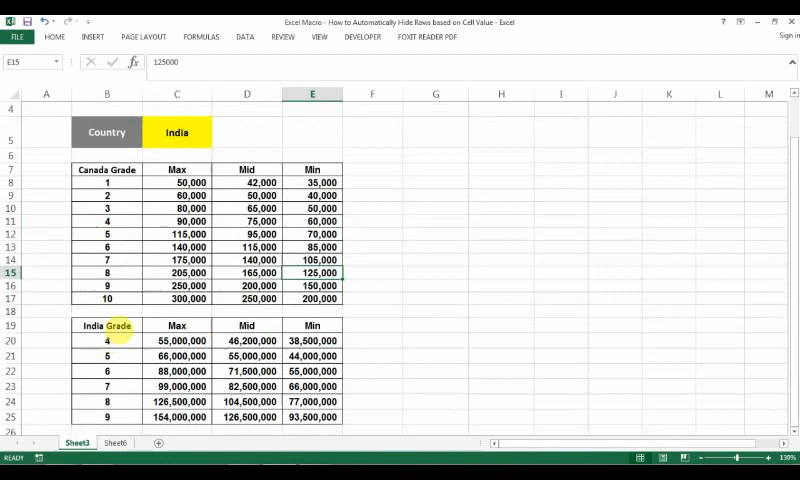 Excel Macro - How to Automatically Hide Rows based on Cell Value - Excel
FILE HOME INSERT PAGE LAYOUT FORMULAS DATA REVIEW VIEW DEVELOPER FOXIT READER PDF Sign in
E15 fx 125000
A B C D E F G H I J K L M
4
5 Country India
6
7 Canada Grade Max Mid Min
8 1 50,000 42,000 35,000
9 2 60,000 50,000 40,000
10 3 80,000 65,000 50,000
11 4 90,000 75,000 60,000
12 5 115,000 95,000 70,000
13 6 140,000 115,000 85,000
14 7 175,000 140,000 105,000
15 8 205,000 165,000 125,000
16 9 250,000 200,000 150,000
17 10 300,000 250,000 200,000
18
19 India Grade Max Mid Min
20 4 55,000,000 46,200,000 38,500,000
21 5 66,000,000 55,000,000 44,000,000
22 6 88,000,000 71,500,000 55,000,000
23 7 99,000,000 82,500,000 66,000,000
24 8 126,500,000 104,500,000 77,000,000
25 9 154,000,000 126,500,000 93,500,000
26
Sheet3 Sheet6
READY 130%